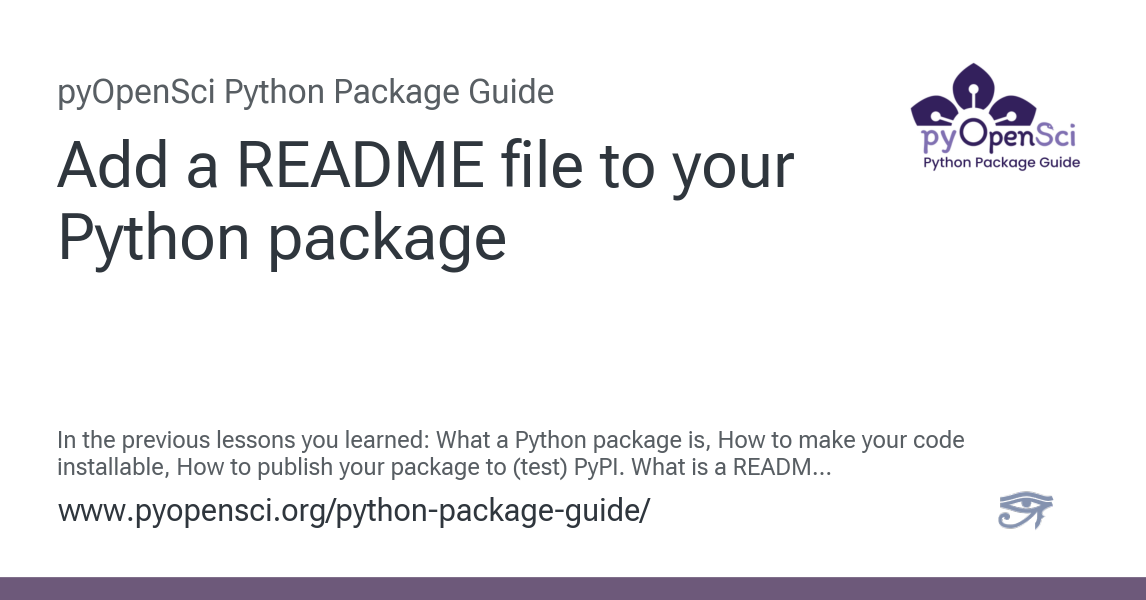 pyOpenSci Python Package Guide
Add a README file to your
Python package
pyOpenSci
Python Package Guide
In the previous lessons you learned: What a Python package is, How to make your code
installable, How to publish your package to (test) PyPI. What is a READM...
www.pyopensci.org/python-package-guide/